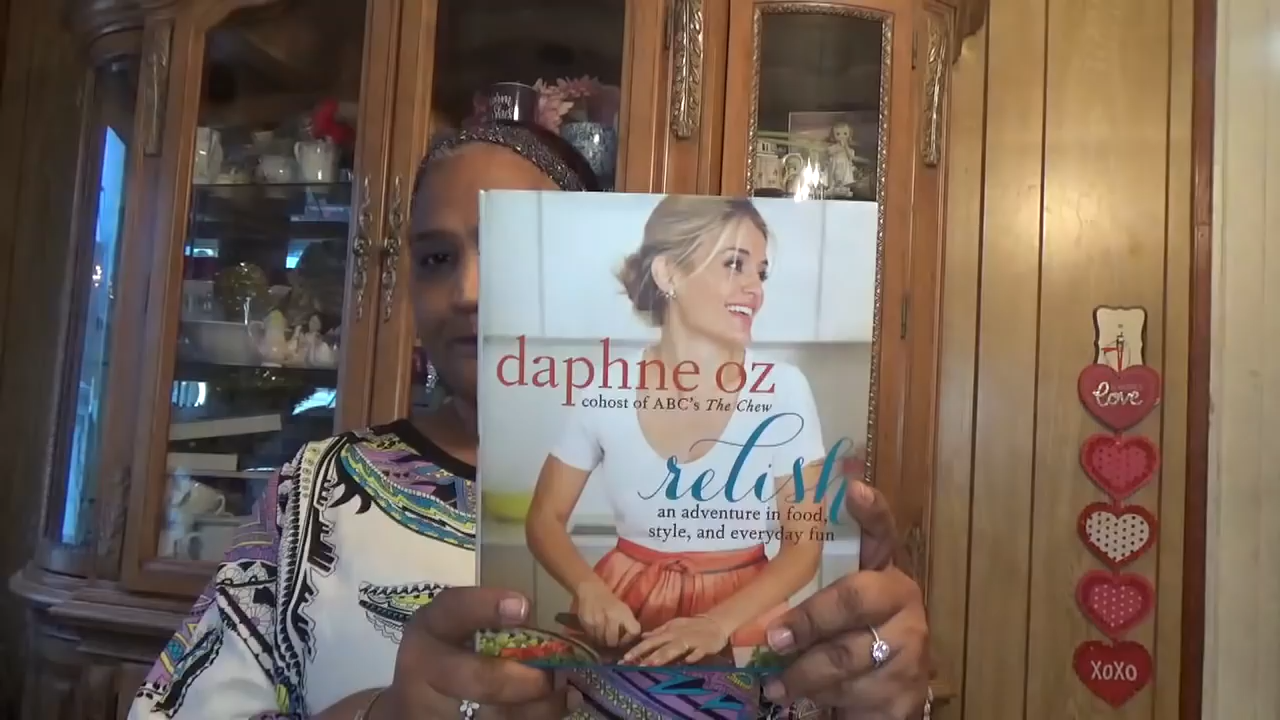 daphne oz
cohost of ABC's The Chew
relish
an adventure in food,
style, and everyday fun
love
XOXO